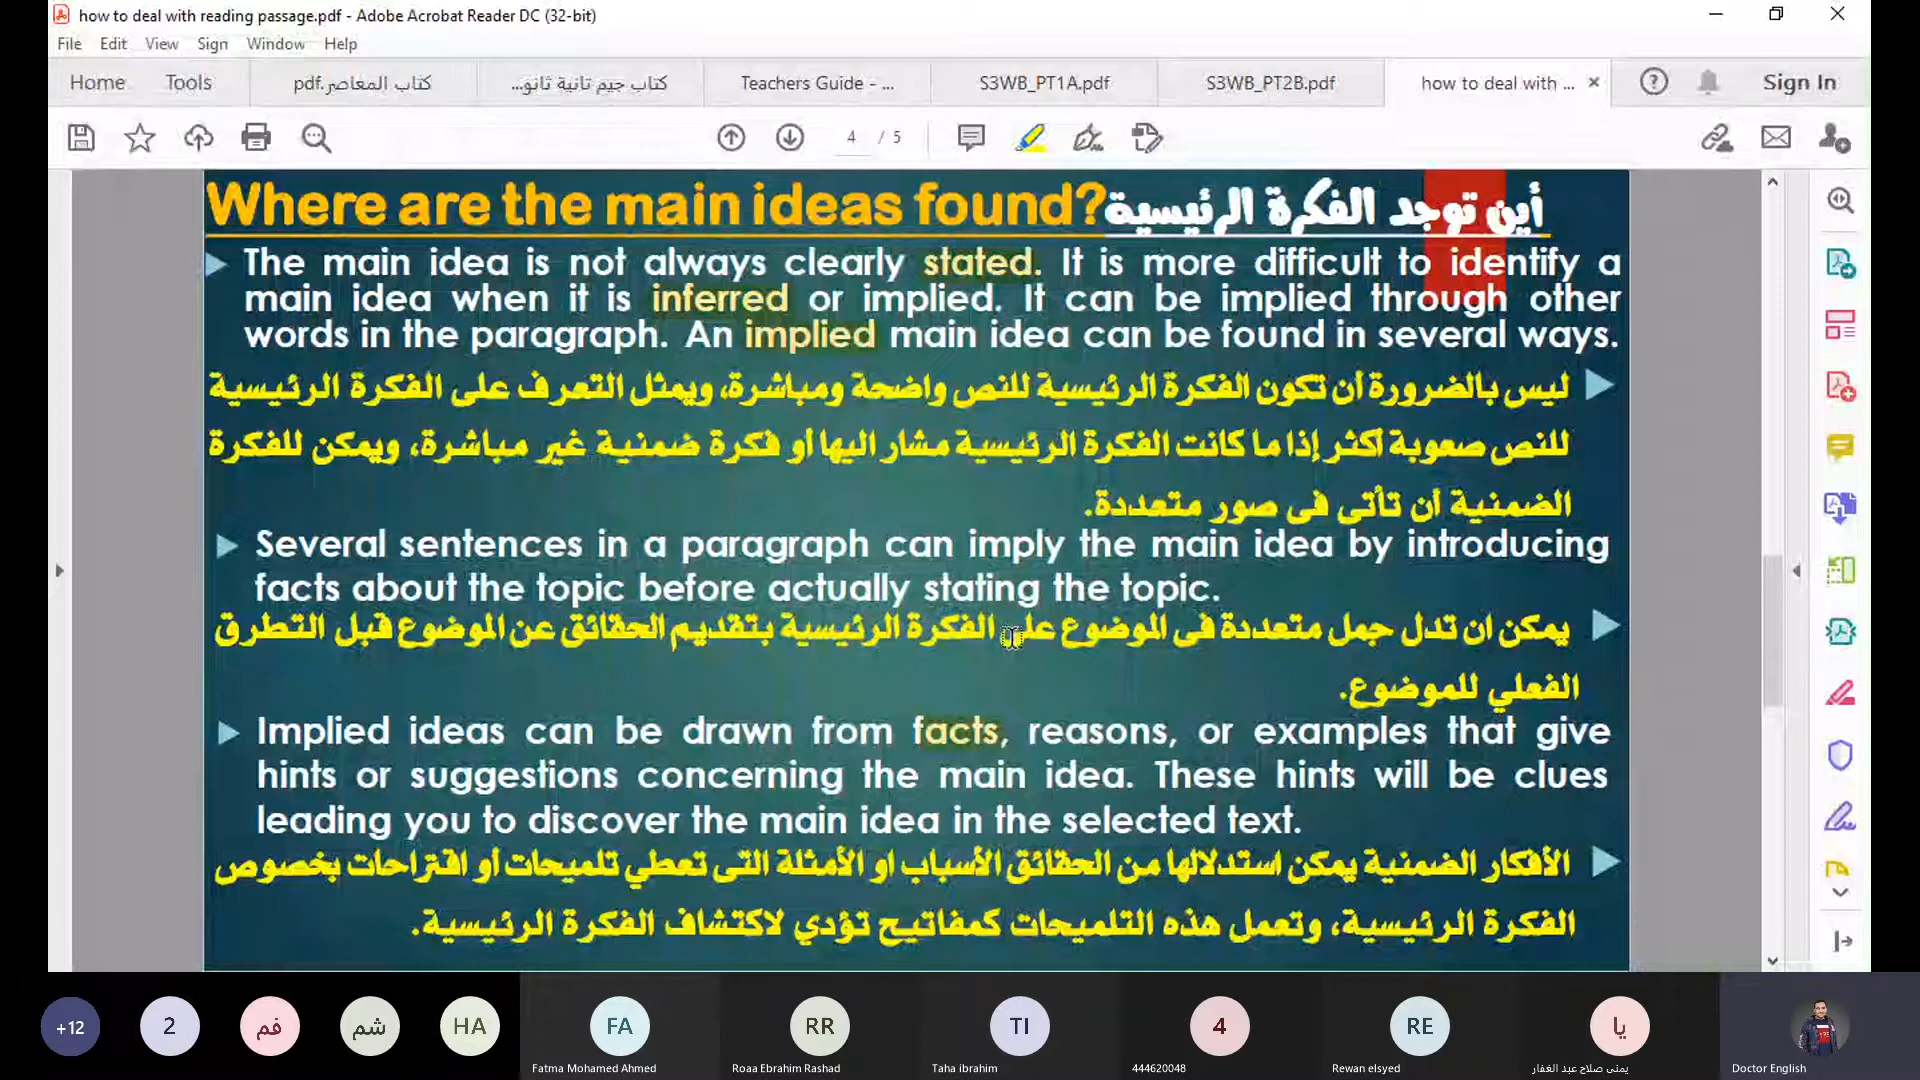 how to deal with reading passage.pdf - Adobe Acrobat Reader DC (32-bit)
File Edit View Sign Window Help
Home Tools كتاب المعاصر.pdf كتاب جيم تانية ثانو... Teachers Guide - ... S3WB_PT1A.pdf S3WB_PT2B.pdf how to deal with ... Sign In
4 / 5
Where are the main ideas found? أين توجد الفكرة الرئيسية
The main idea is not always clearly stated. It is more difficult to identify a
main idea when it is inferred or implied. It can be implied through other
words in the paragraph. An implied main idea can be found in several ways.
ليس بالضرورة أن تكون الفكرة الرئيسية للنص واضحة ومباشرة، ويمثل التعرف على الفكرة الرئيسية
للنص صعوبة أكثر إذا ما كانت الفكرة الرئيسية مشار اليها أو فكرة ضمنية غير مباشرة، ويمكن للفكرة
الضمنية أن تأتى فى صور متعددة.
Several sentences in a paragraph can imply the main idea by introducing
facts about the topic before actually stating the topic.
يمكن ان تدل جمل متعددة فى الموضوع على الفكرة الرئيسية بتقديم الحقائق عن الموضوع قبل التطرق
الفعلي للموضوع.
Implied ideas can be drawn from facts, reasons, or examples that give
hints or suggestions concerning the main idea. These hints will be clues
leading you to discover the main idea in the selected text.
الأفكار الضمنية يمكن استدلالها من الحقائق الأسباب او الأمثلة التى تعطي تلميحات أو اقتراحات بخصوص
الفكرة الرئيسية، وتعمل هذه التلميحات كمفاتيح تؤدي لاكتشاف الفكرة الرئيسية.
+12 2 فم شم HA FA RR TI 4 RE يا
Fatma Mohamed Ahmed Roaa Ebrahim Rashad Taha ibrahim 444620048 Rewan elsyed يمنى صلاح عبد الغفار Doctor English